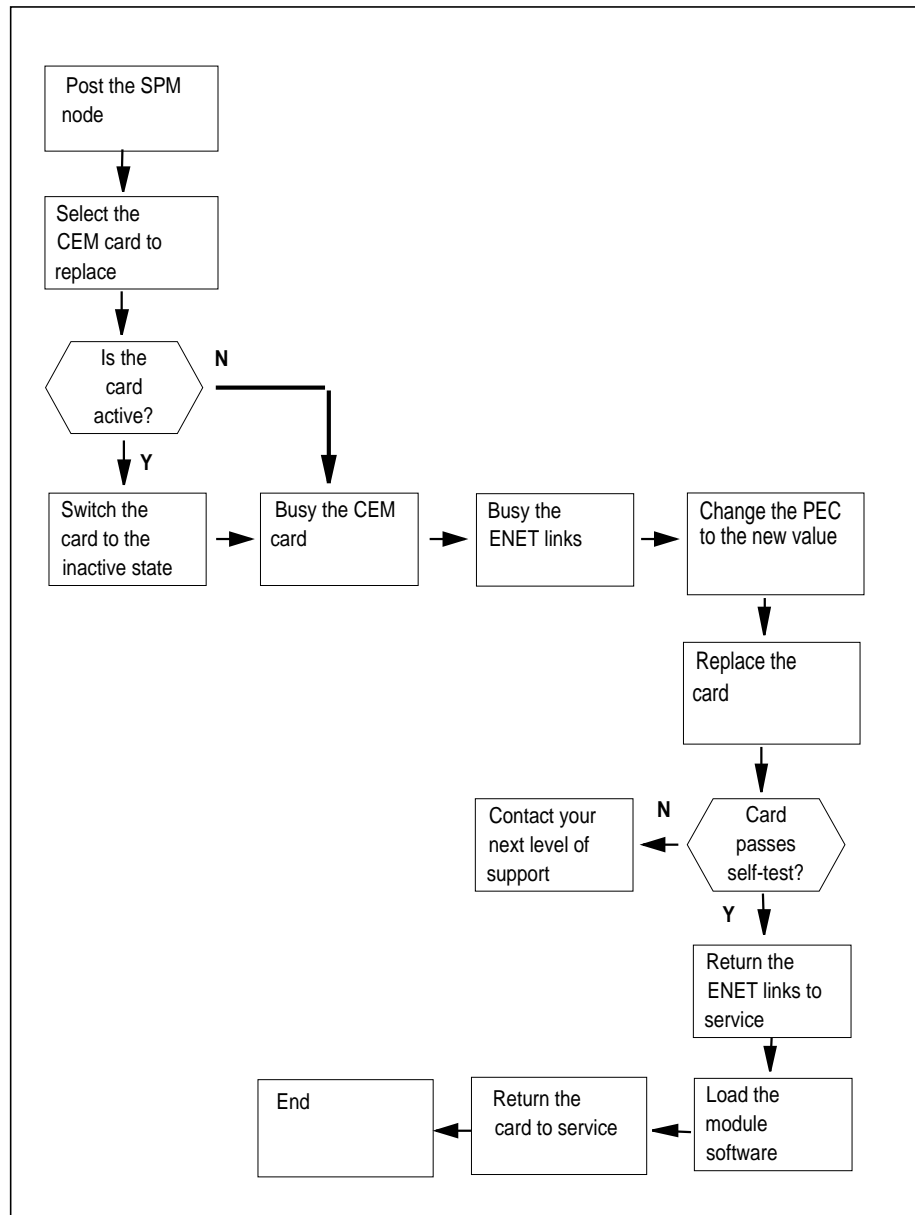 Post the SPM
node
Select the
CEM card to
replace
Is the
card
active?
N
Y
Switch the
card to the
inactive state
Busy the CEM
card
Busy the
ENET links
Change the PEC
to the new value
Replace the
card
Card
passes
self-test?
N
Contact your
next level of
support
Y
Return the
ENET links to
service
Load the
module
software
Return the
card to service
End